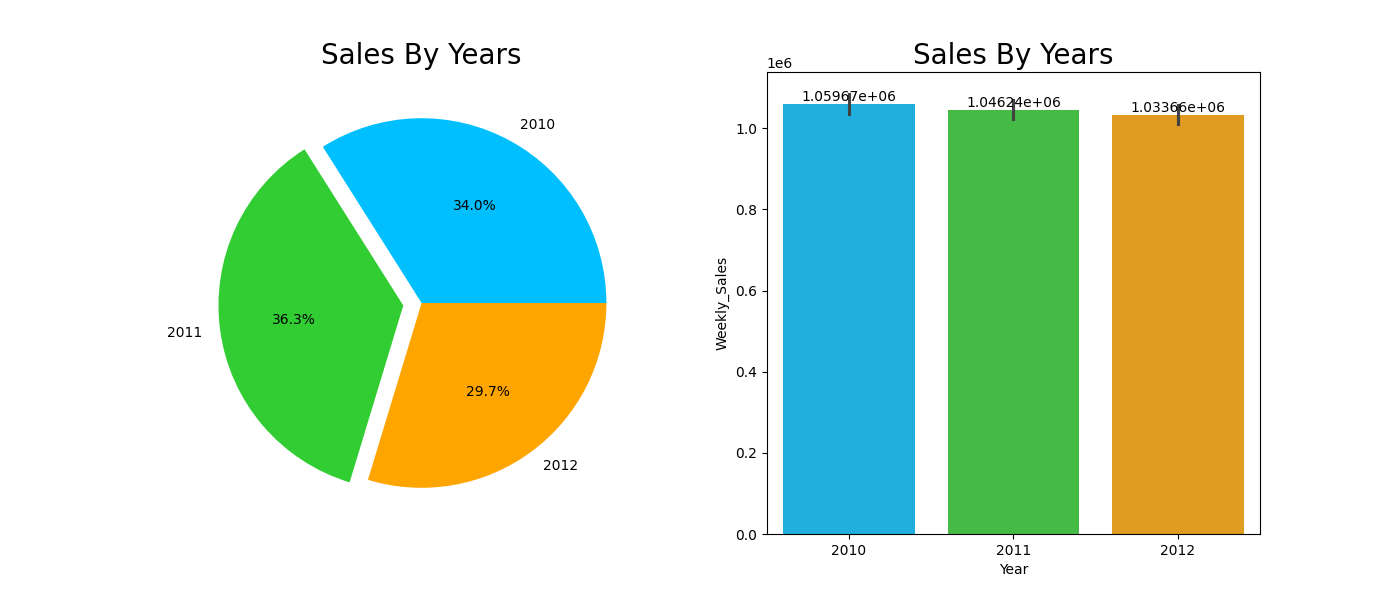 Sales By Years
2010
34.0%
36.3%
2011
29.7%
2012
Sales By Years
1e6
1.05967e+06
1.04624e+06
1.03366e+06
1.0
0.8
0.6
0.4
0.2
0.0
Weekly_Sales
2010
2011
2012
Year